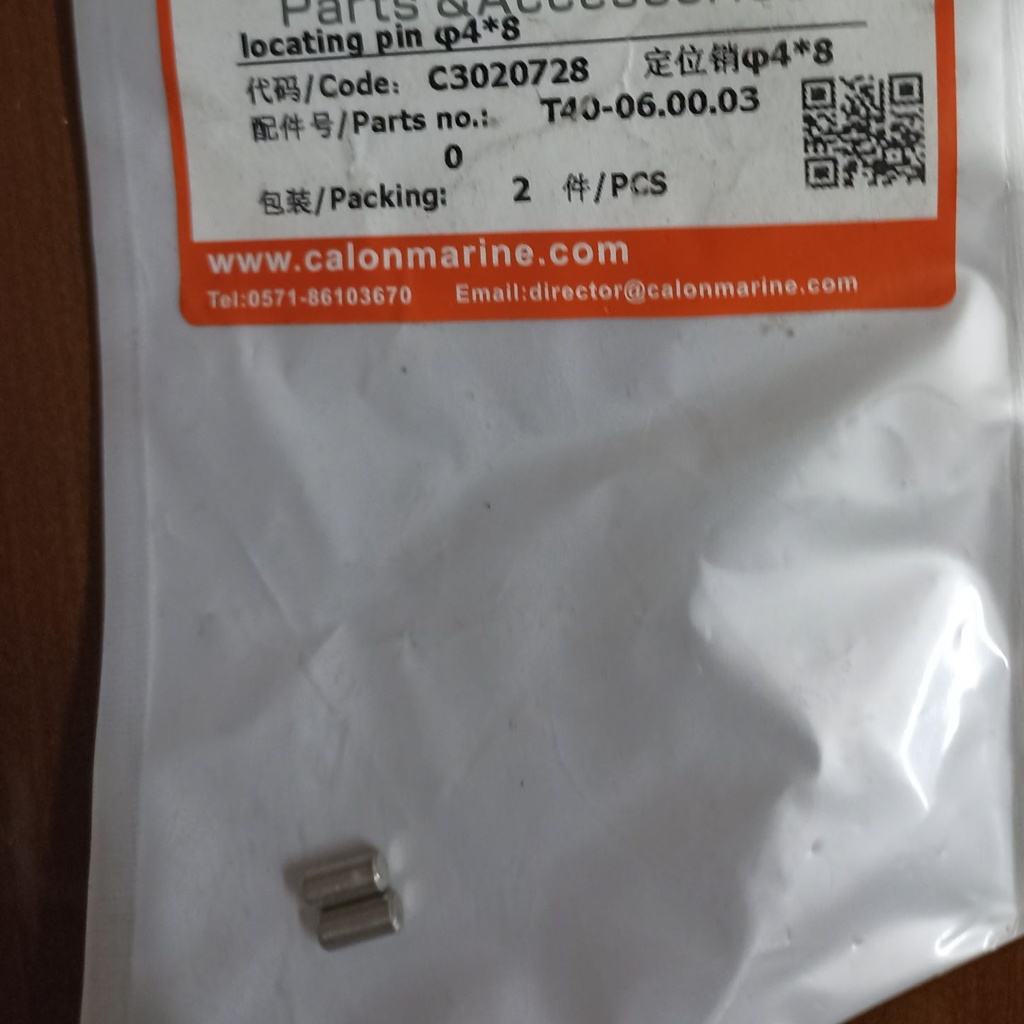 Parts & Accessories
locating pin φ4*8
代码/Code: C3020728 定位销φ4*8
配件号/Parts no.: T40-06.00.03
0
包装/Packing: 2 件/PCS
www.calonmarine.com
Tel:0571-86103670 Email:director@calonmarine.com